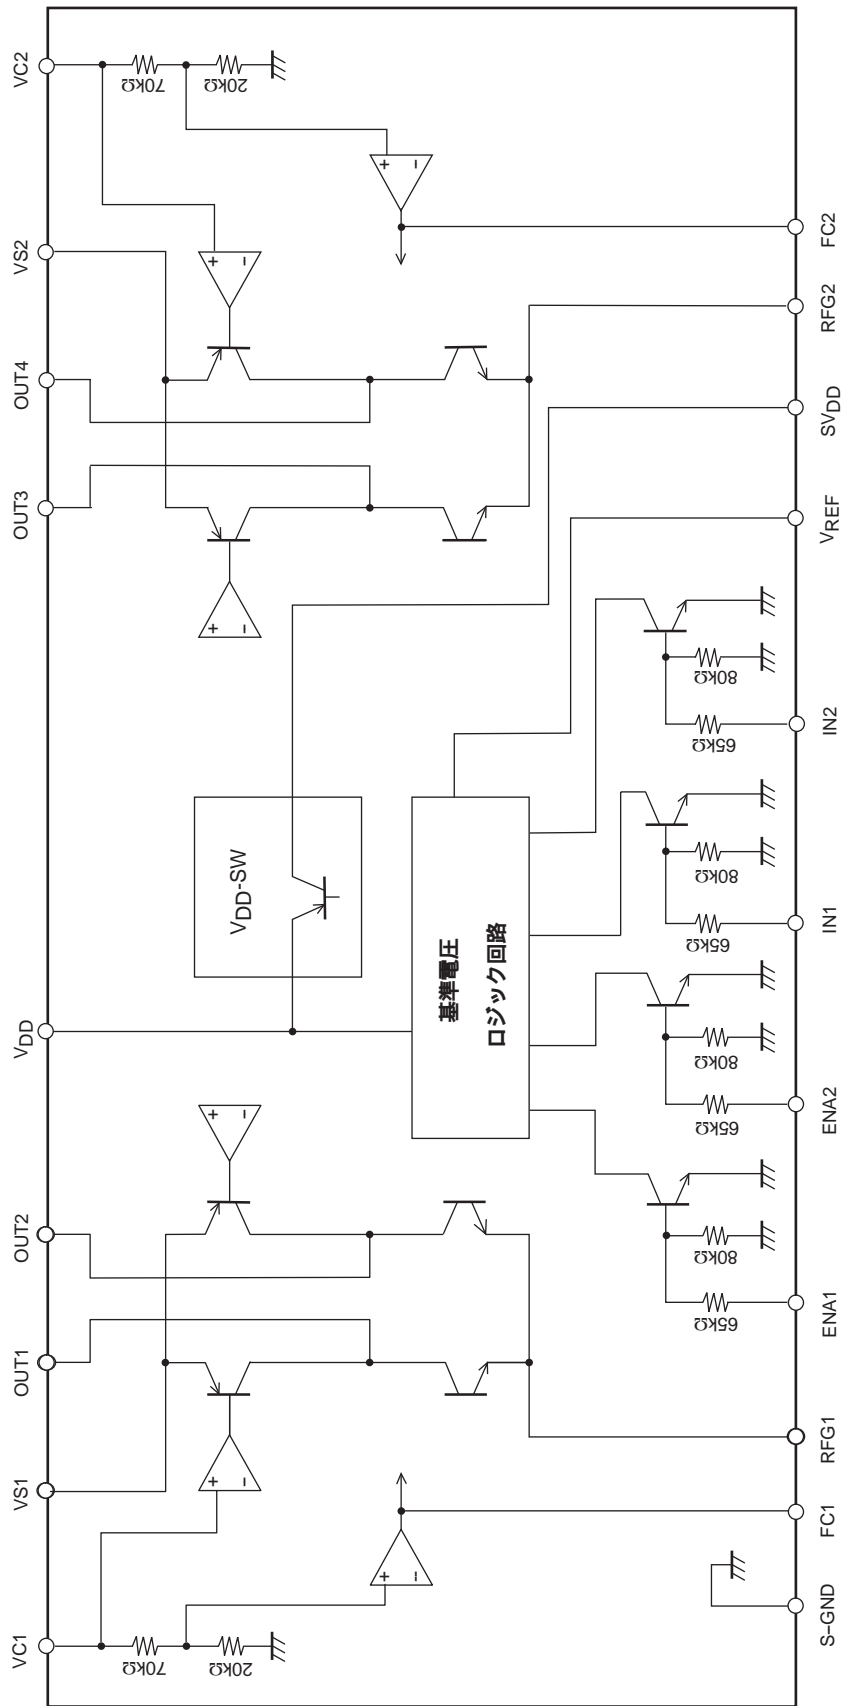 VC2
VS2
OUT4
OUT3
VDD
OUT2
OUT1
VS1
VC1
70kΩ
20kΩ
+
−
+
−
+
−
VDD-SW
基準電圧
ロジック回路
80kΩ
65kΩ
80kΩ
65kΩ
80kΩ
65kΩ
80kΩ
65kΩ
+
−
+
−
+
−
70kΩ
20kΩ
FC2
RFG2
SVDD
VREF
IN2
IN1
ENA2
ENA1
RFG1
FC1
S-GND